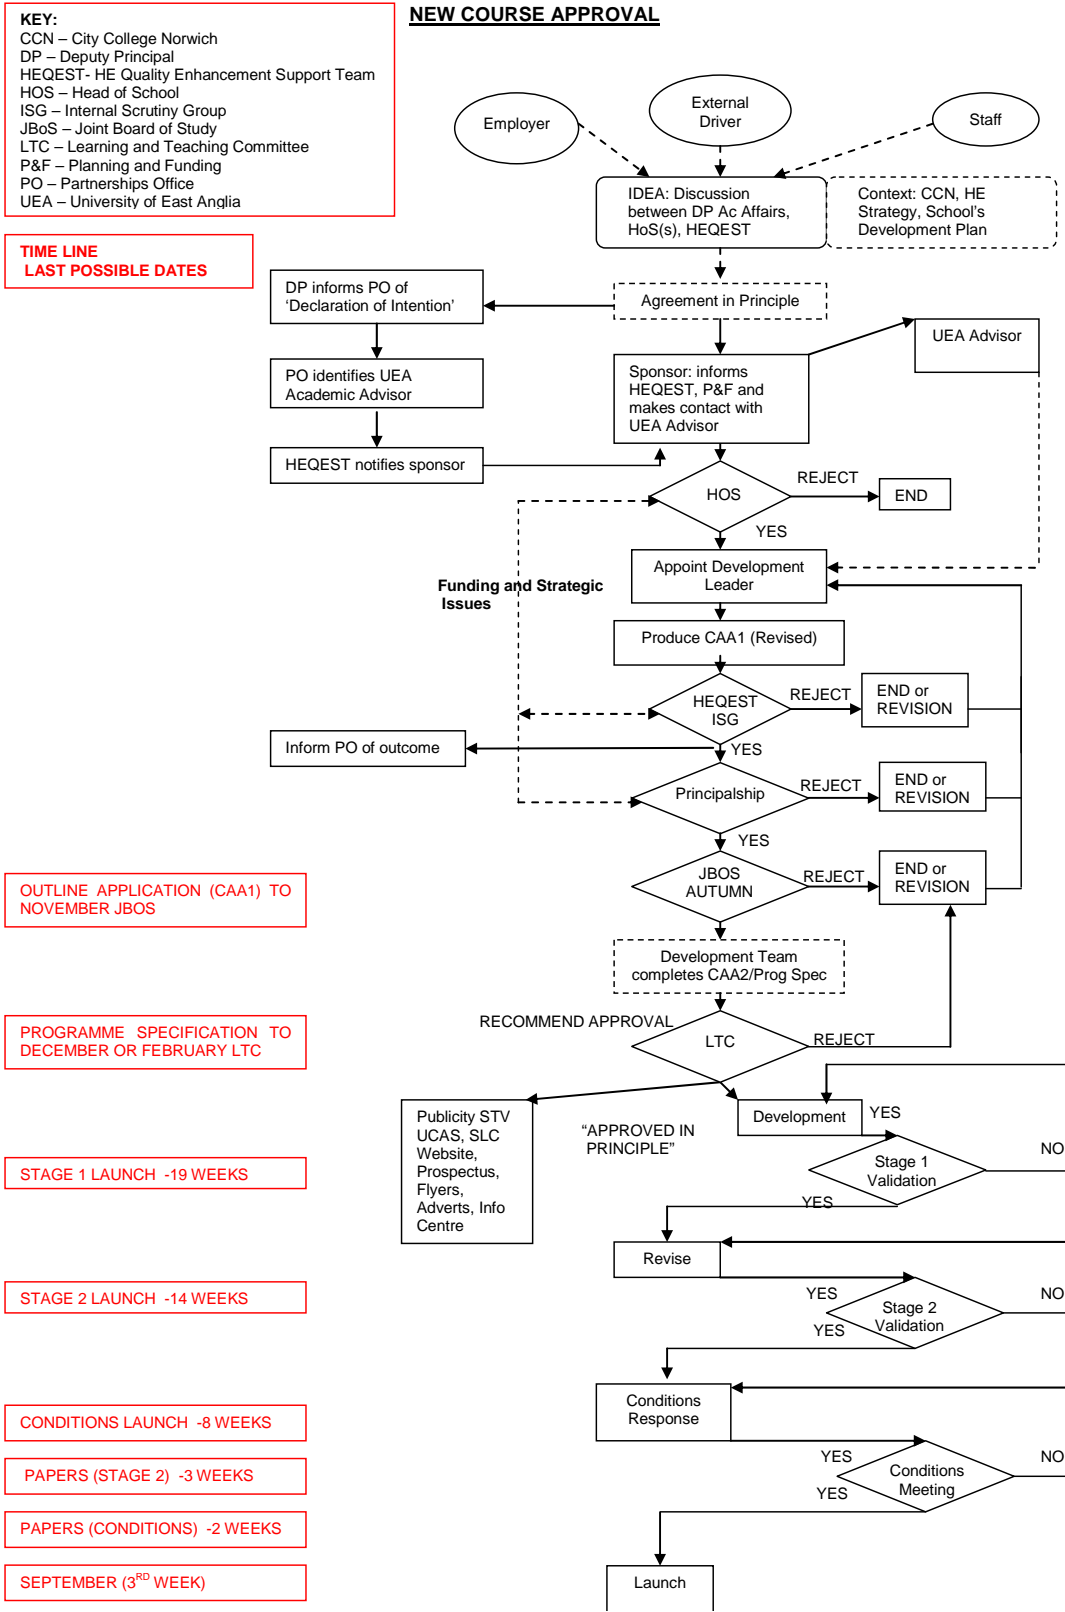 NEW COURSE APPROVAL
KEY:
CCN – City College Norwich
DP – Deputy Principal
HEQEST- HE Quality Enhancement Support Team
HOS – Head of School
ISG – Internal Scrutiny Group
JBoS – Joint Board of Study
LTC – Learning and Teaching Committee
P&F – Planning and Funding
PO – Partnerships Office
UEA – University of East Anglia
TIME LINE
LAST POSSIBLE DATES
Employer
External
Driver
Staff
IDEA: Discussion
between DP Ac Affairs,
HoS(s), HEQEST
Context: CCN, HE
Strategy, School's
Development Plan
DP informs PO of
'Declaration of Intention'
Agreement in Principle
UEA Advisor
PO identifies UEA
Academic Advisor
Sponsor: informs
HEQEST, P&F and
makes contact with
UEA Advisor
HEQEST notifies sponsor
HOS
REJECT
END
YES
Appoint Development
Leader
Funding and Strategic
Issues
Produce CAA1 (Revised)
HEQEST
ISG
REJECT
END or
REVISION
Inform PO of outcome
YES
Principalship
REJECT
END or
REVISION
YES
JBOS
AUTUMN
REJECT
END or
REVISION
OUTLINE APPLICATION (CAA1) TO
NOVEMBER JBOS
Development Team
completes CAA2/Prog Spec
PROGRAMME SPECIFICATION TO
DECEMBER OR FEBRUARY LTC
RECOMMEND APPROVAL
LTC
REJECT
Publicity STV
UCAS, SLC
Website,
Prospectus,
Flyers,
Adverts, Info
Centre
"APPROVED IN
PRINCIPLE"
Development
YES
STAGE 1 LAUNCH -19 WEEKS
Stage 1
Validation
NO
YES
Revise
STAGE 2 LAUNCH -14 WEEKS
YES
Stage 2
Validation
NO
YES
Conditions
Response
CONDITIONS LAUNCH -8 WEEKS
YES
Conditions
Meeting
NO
YES
PAPERS (STAGE 2) -3 WEEKS
PAPERS (CONDITIONS) -2 WEEKS
SEPTEMBER (3RD WEEK)
Launch